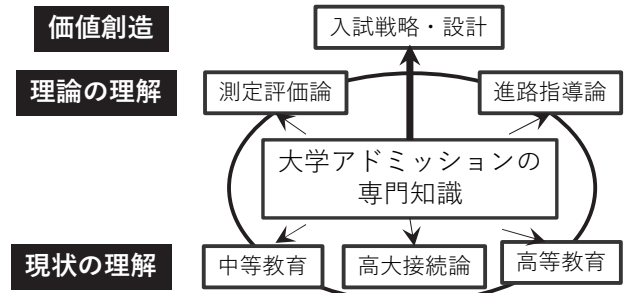 価値創造
入試戦略・設計
理論の理解
測定評価論
進路指導論
大学アドミッションの
専門知識
現状の理解
中等教育
高大接続論
高等教育